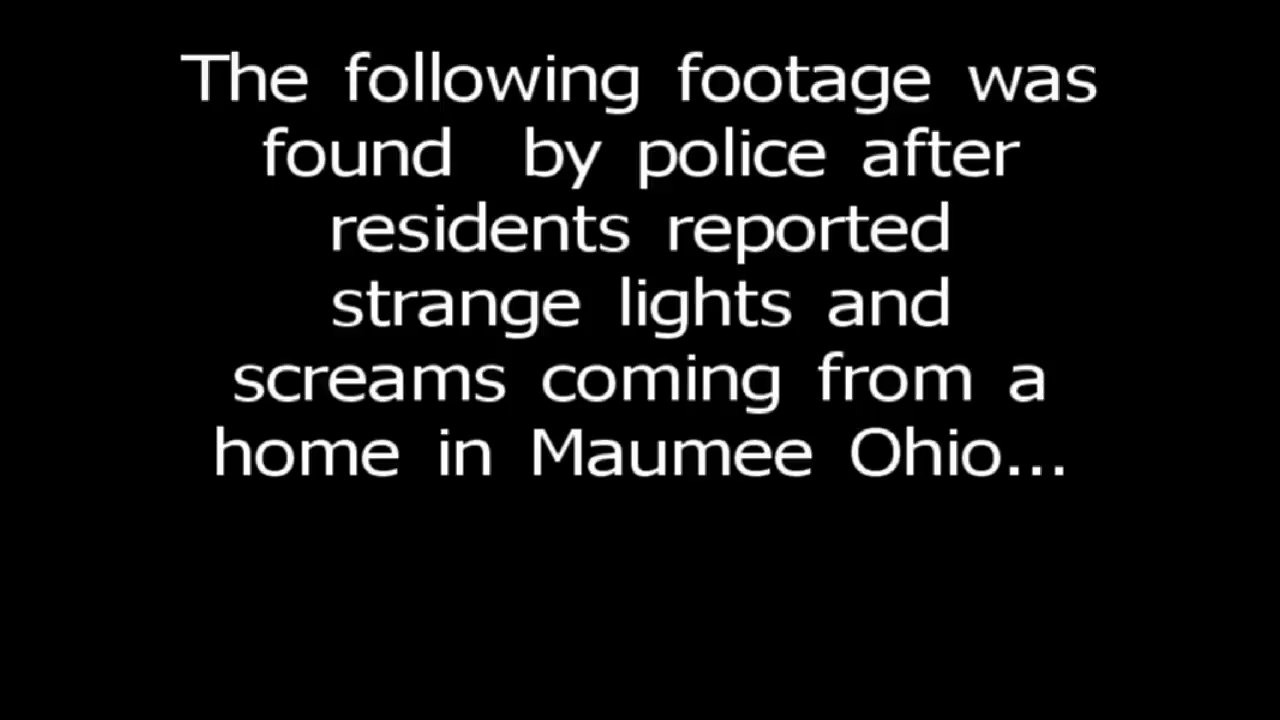 The following footage was
found by police after
residents reported
strange lights and
screams coming from a
home in Maumee Ohio...